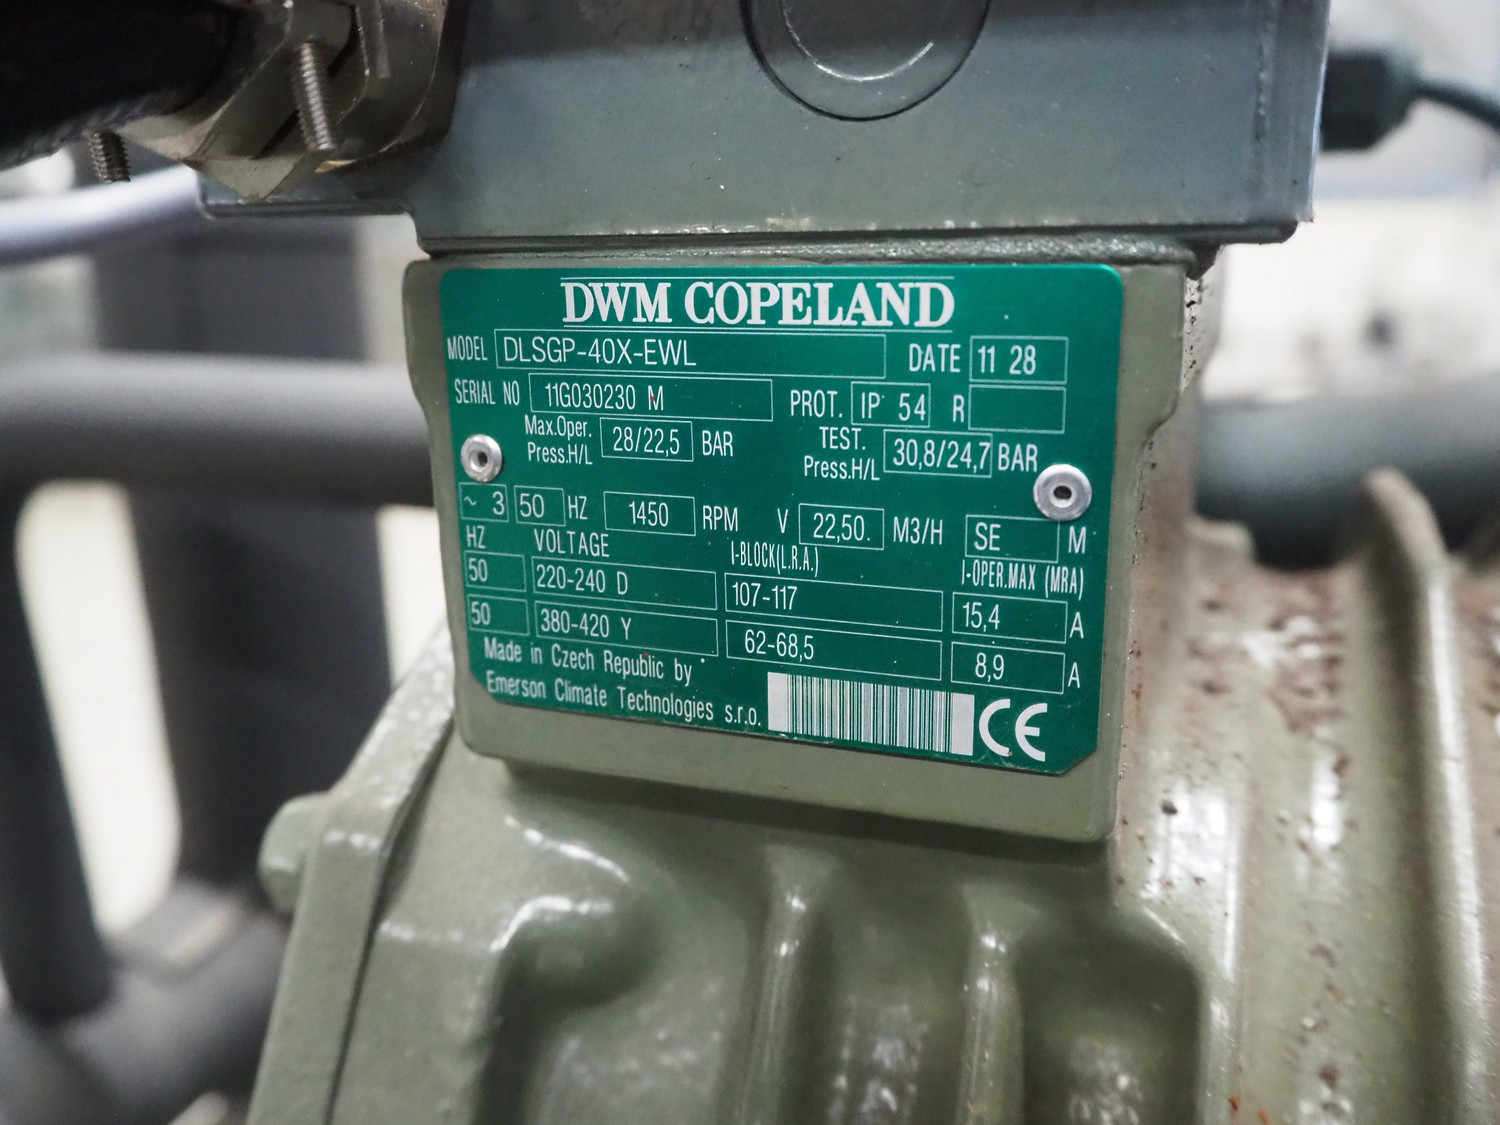 DWM COPELAND
MODEL DLSGP-40X-EWL DATE 11 28
SERIAL NO 11G030230 M PROT. IP 54 R
Max.Oper. Press.H/L 28/22,5 BAR TEST. Press.H/L 30,8/24,7 BAR
~ 3 50 HZ 1450 RPM V 22,50. M3/H SE M
HZ VOLTAGE I-BLOCK(L.R.A.) I-OPER.MAX (MRA)
50 220-240 D 107-117 15,4 A
50 380-420 Y 62-68,5 8,9 A
Made in Czech Republic by
Emerson Climate Technologies s.r.o. CE